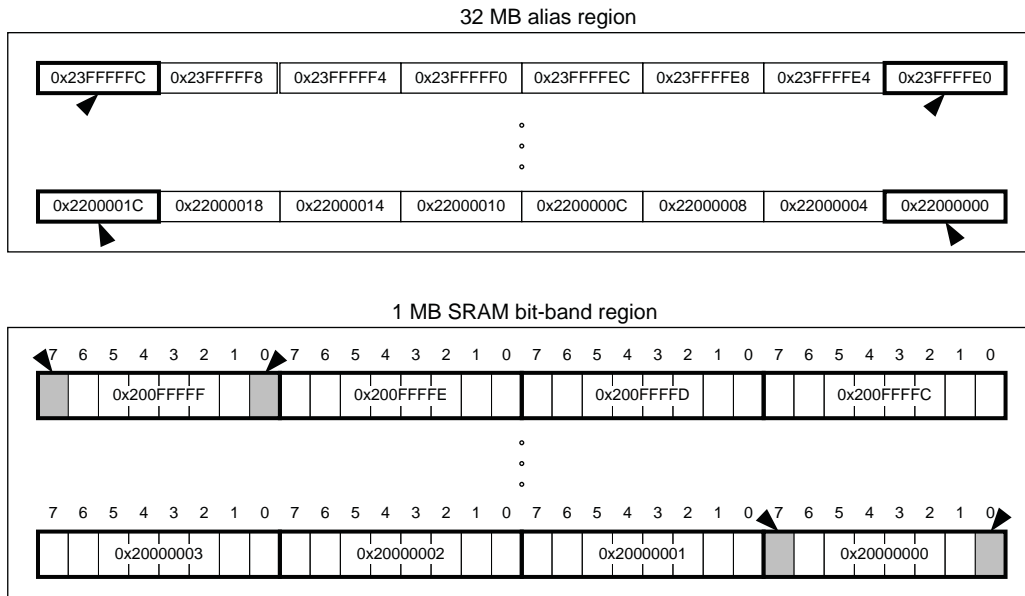 32 MB alias region
0x23FFFFFC 0x23FFFFF8 0x23FFFFF4 0x23FFFFF0 0x23FFFFEC 0x23FFFFE8 0x23FFFFE4 0x23FFFFE0
0x2200001C 0x22000018 0x22000014 0x22000010 0x2200000C 0x22000008 0x22000004 0x22000000
1 MB SRAM bit-band region
7 6 5 4 3 2 1 0 7 6 5 4 3 2 1 0 7 6 5 4 3 2 1 0 7 6 5 4 3 2 1 0
0x200FFFFF 0x200FFFFE 0x200FFFFD 0x200FFFFC
7 6 5 4 3 2 1 0 7 6 5 4 3 2 1 0 7 6 5 4 3 2 1 0 7 6 5 4 3 2 1 0
0x20000003 0x20000002 0x20000001 0x20000000